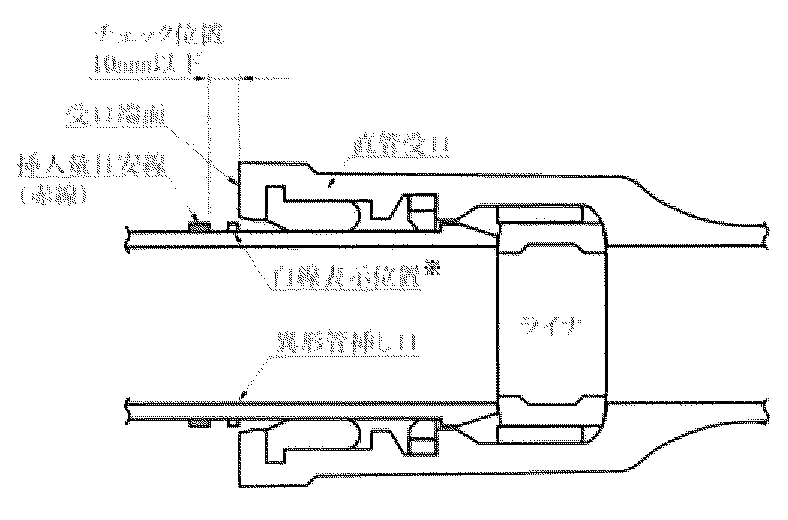 チェック位置
10mm以下
受口端面
挿入量目安線
(赤線)
直管受口
白線表示位置※
ライナ
異形管挿し口